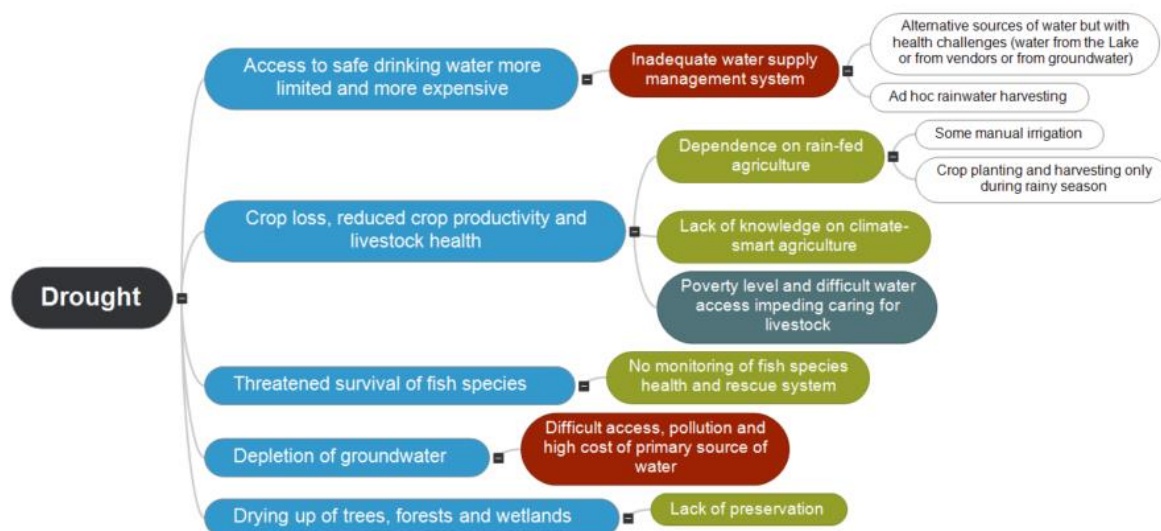 Drought
Access to safe drinking water more
limited and more expensive
Inadequate water supply
management system
Alternative sources of water but with
health challenges (water from the Lake
or from vendors or from groundwater)
Ad hoc rainwater harvesting
Crop loss, reduced crop productivity and
livestock health
Dependence on rain-fed
agriculture
Some manual irrigation
Crop planting and harvesting only
during rainy season
Lack of knowledge on climate-
smart agriculture
Poverty level and difficult water
access impeding caring for
livestock
Threatened survival of fish species
No monitoring of fish species
health and rescue system
Depletion of groundwater
Difficult access, pollution and
high cost of primary source of
water
Drying up of trees, forests and wetlands
Lack of preservation